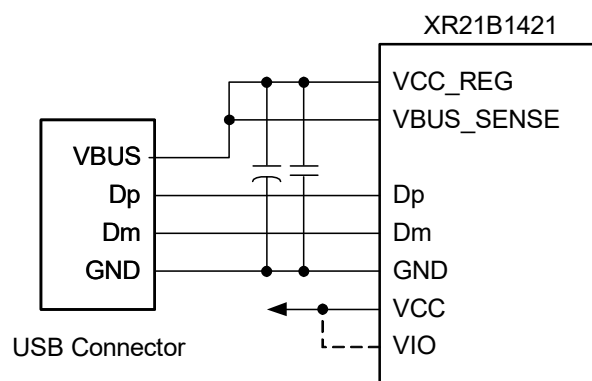 XR21B1421
VCC_REG
VBUS_SENSE
VBUS
Dp
Dp
Dm
Dm
GND
GND
VCC
VIO
USB Connector